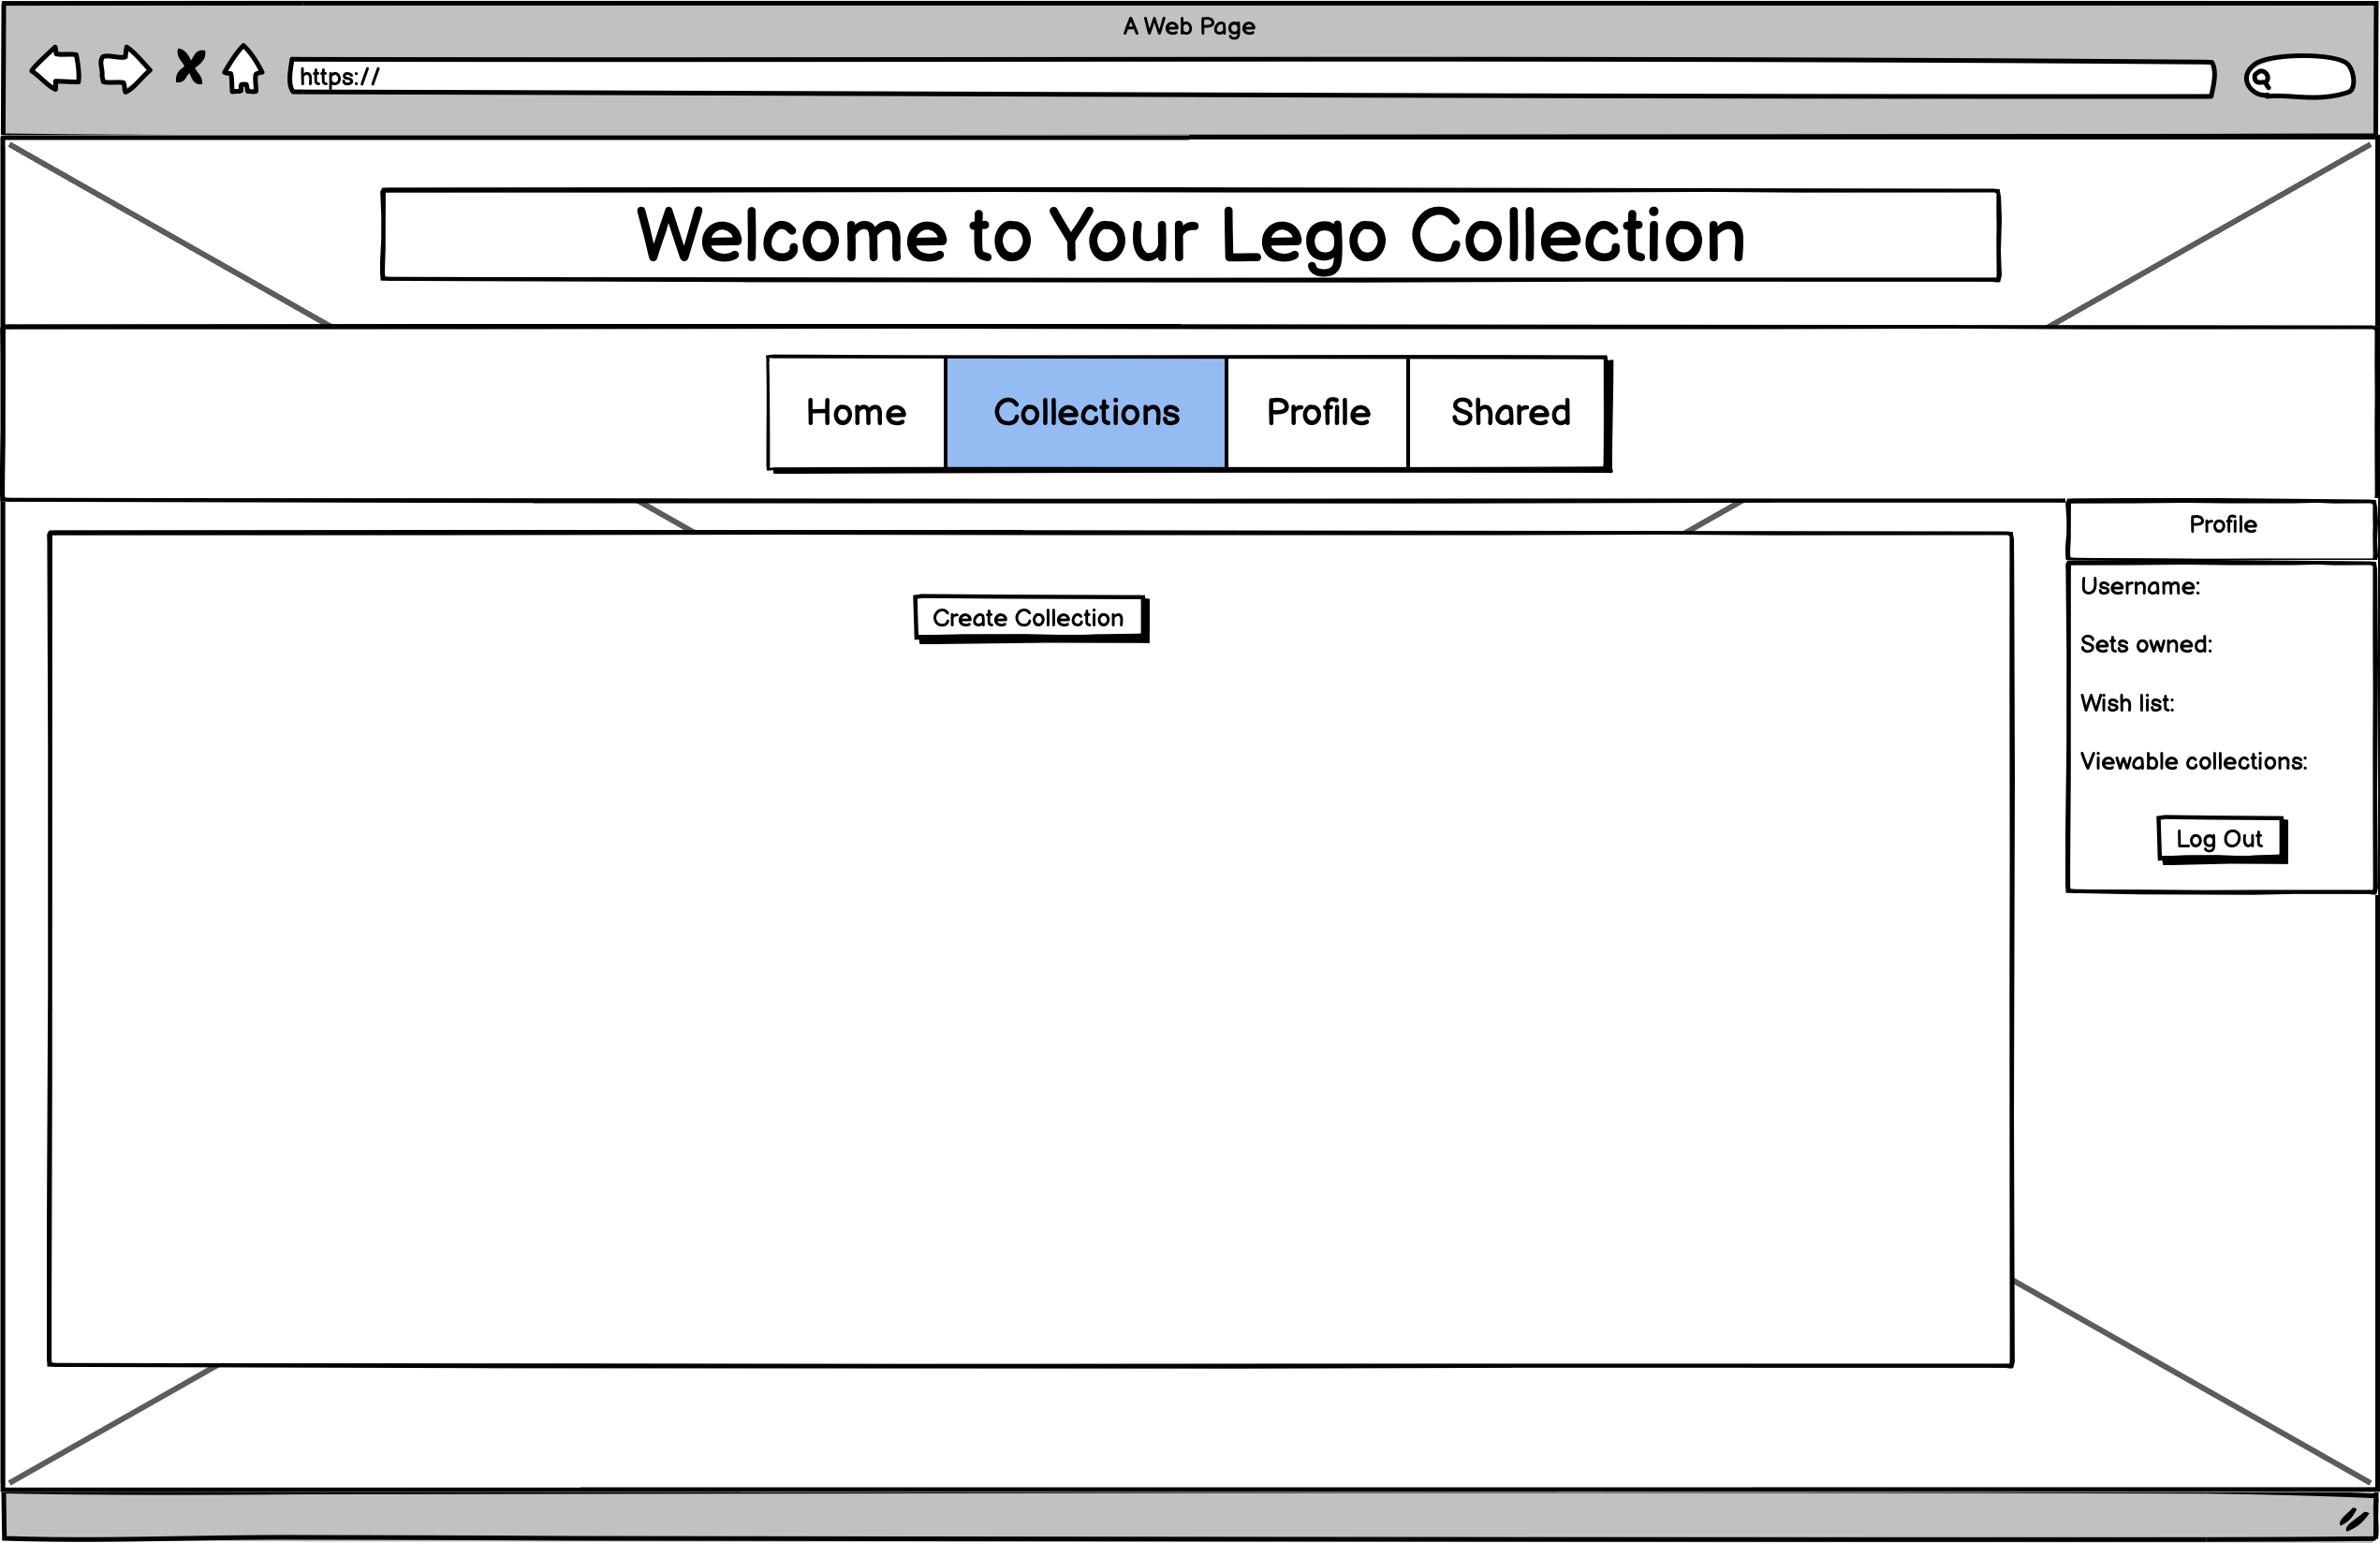 A Web Page
https://
Welcome to Your Lego Collection
Home Collections Profile Shared
Profile
Create Collection
Username:
Sets owned:
Wish list:
Viewable collections:
Log Out